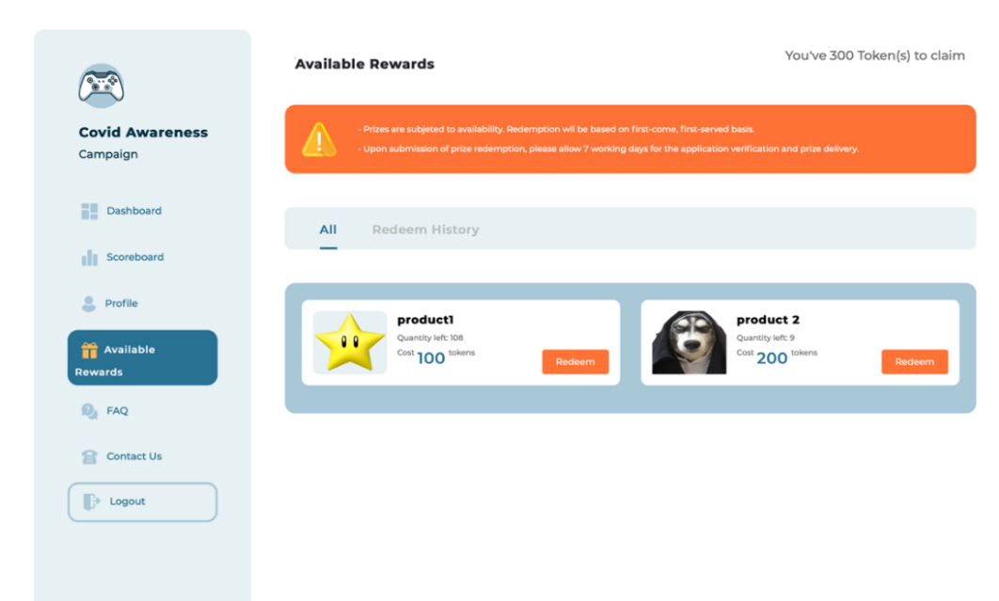 Covid Awareness
Campaign
Dashboard
Scoreboard
Profile
Available
Rewards
FAQ
Contact Us
Logout
Available Rewards
You've 300 Token(s) to claim
- Prizes are subjeted to availability. Redemption wll be based on first-come, first-served basis.
- Upon submission of prize redemption, please allow 7 working days for the application verification and prize delivery.
All
Redeem History
product1
Quantity left: 108
Cost 100 tokens
Redeem
product 2
Quantity left: 9
Cost 200 tokens
Redeem